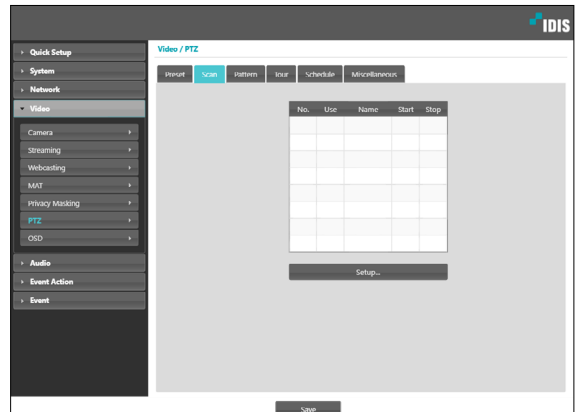 IDIS
Quick Setup
System
Network
Video
Camera
Streaming
Webcasting
MAT
Privacy Masking
PTZ
OSD
Audio
Event Action
Event
Video / PTZ
Preset Scan Pattern Tour Schedule Miscellaneous
No. Use Name Start Stop
Setup...
Save